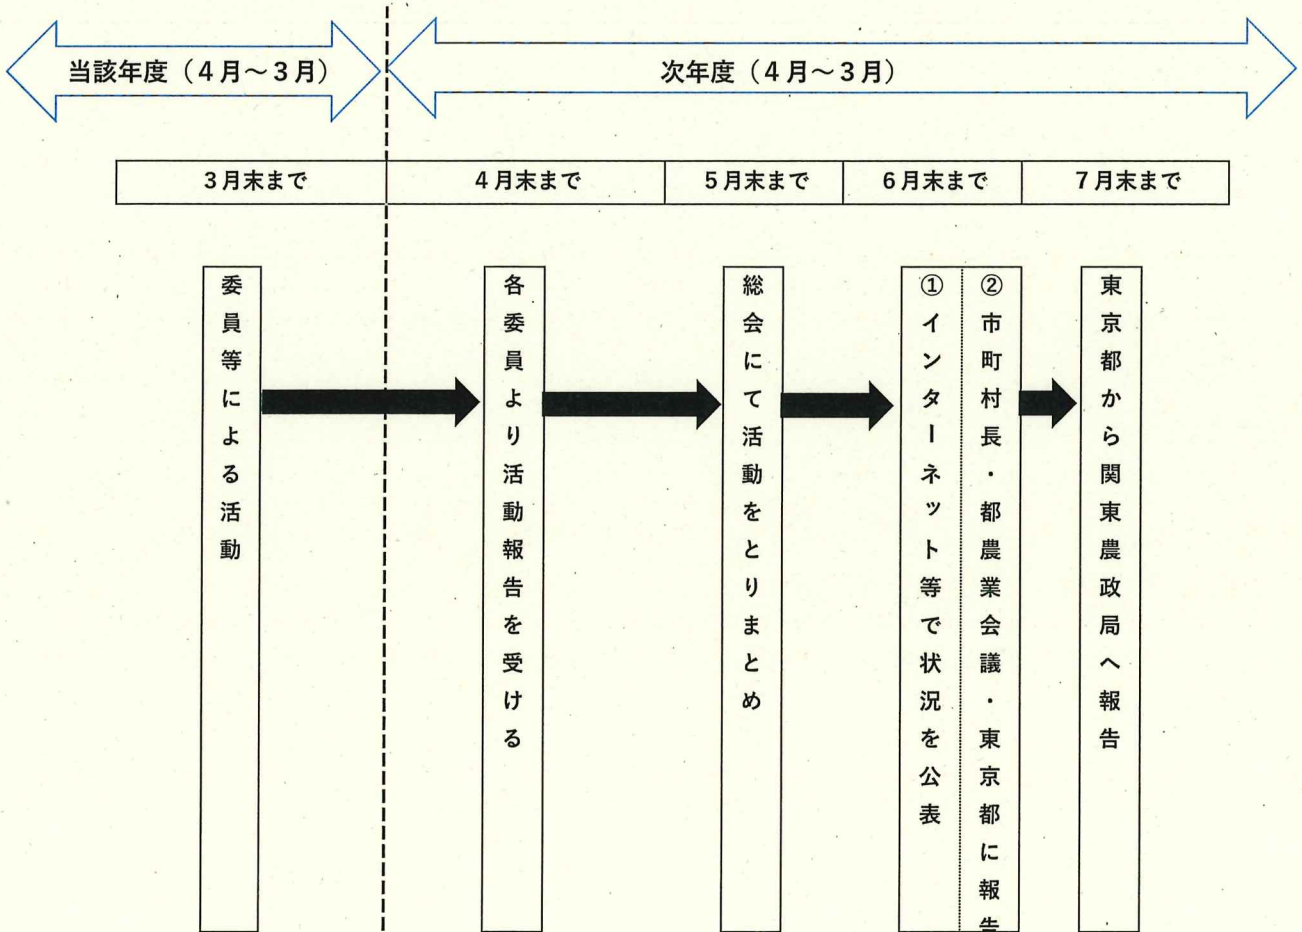 当該年度（４月～３月）
次年度（４月～３月）
３月末まで
４月末まで
５月末まで
６月末まで
７月末まで
委員等による活動
各委員より活動報告を受ける
総会にて活動をとりまとめ
①インターネット等で状況を公表
②市町村長・都農業会議・東京都に報告
東京都から関東農政局へ報告